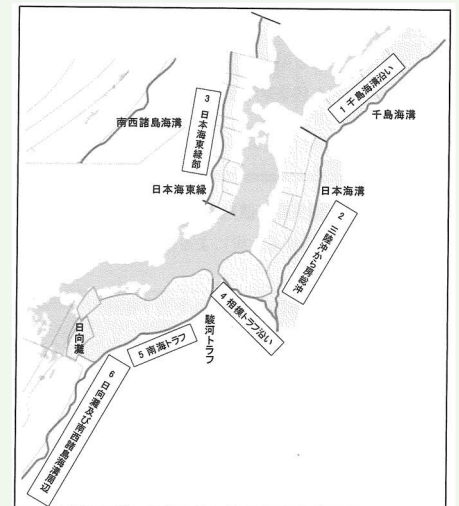 1 千島海溝沿い
千島海溝
南西諸島海溝
3 日本海東縁部
日本海東縁
日本海溝
2 三陸沖から房総沖
4 相模トラフ沿い
駿河トラフ
日向灘
5 南海トラフ
6 日向灘及び南西諸島海溝周辺